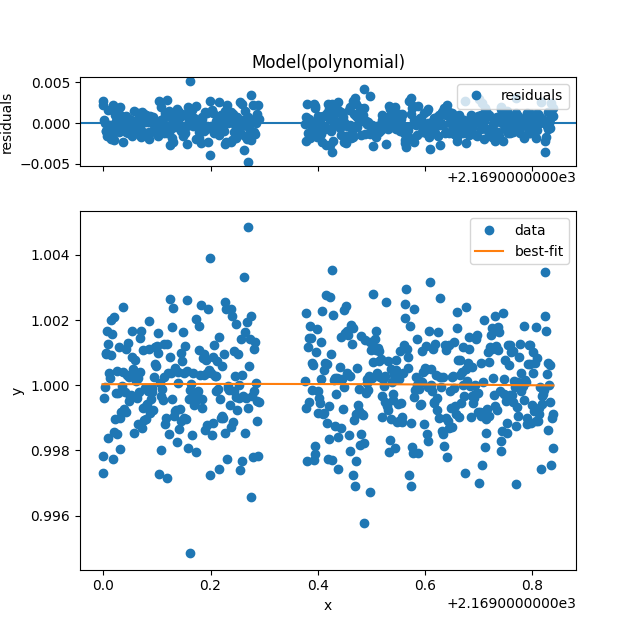 Model(polynomial)
residuals
0.005
0.000
−0.005
residuals
+2.1690000000e3
y
1.004
1.002
1.000
0.998
0.996
data
best-fit
0.0 0.2 0.4 0.6 0.8
x
+2.1690000000e3